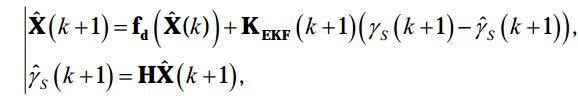 X̂(k+1)=f_d(X̂(k))+K_EKF(k+1)(γ_S(k+1)−γ̂_S(k+1)),
γ̂_S(k+1)=HX̂(k+1),